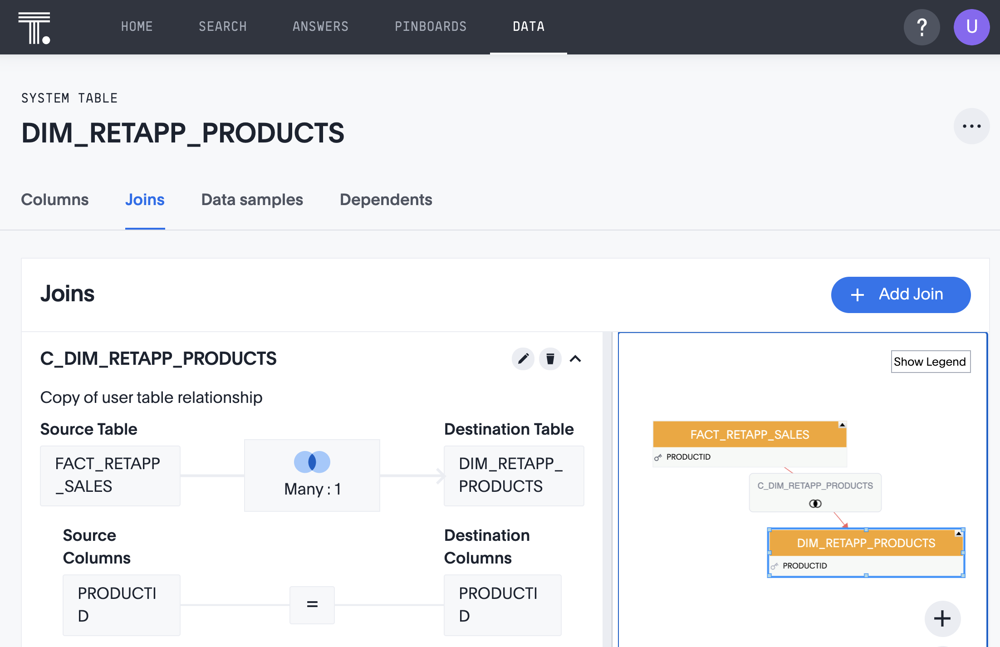 HOME SEARCH ANSWERS PINBOARDS DATA ? U
SYSTEM TABLE
DIM_RETAPP_PRODUCTS
Columns Joins Data samples Dependents
Joins
+ Add Join
C_DIM_RETAPP_PRODUCTS
Copy of user table relationship
Source Table
Destination Table
FACT_RETAPP
_SALES
Many : 1
DIM_RETAPP_
PRODUCTS
Source
Columns
Destination
Columns
PRODUCTI
D
=
PRODUCTI
D
Show Legend
FACT_RETAPP_SALES
PRODUCTID
C_DIM_RETAPP_PRODUCTS
DIM_RETAPP_PRODUCTS
PRODUCTID
+